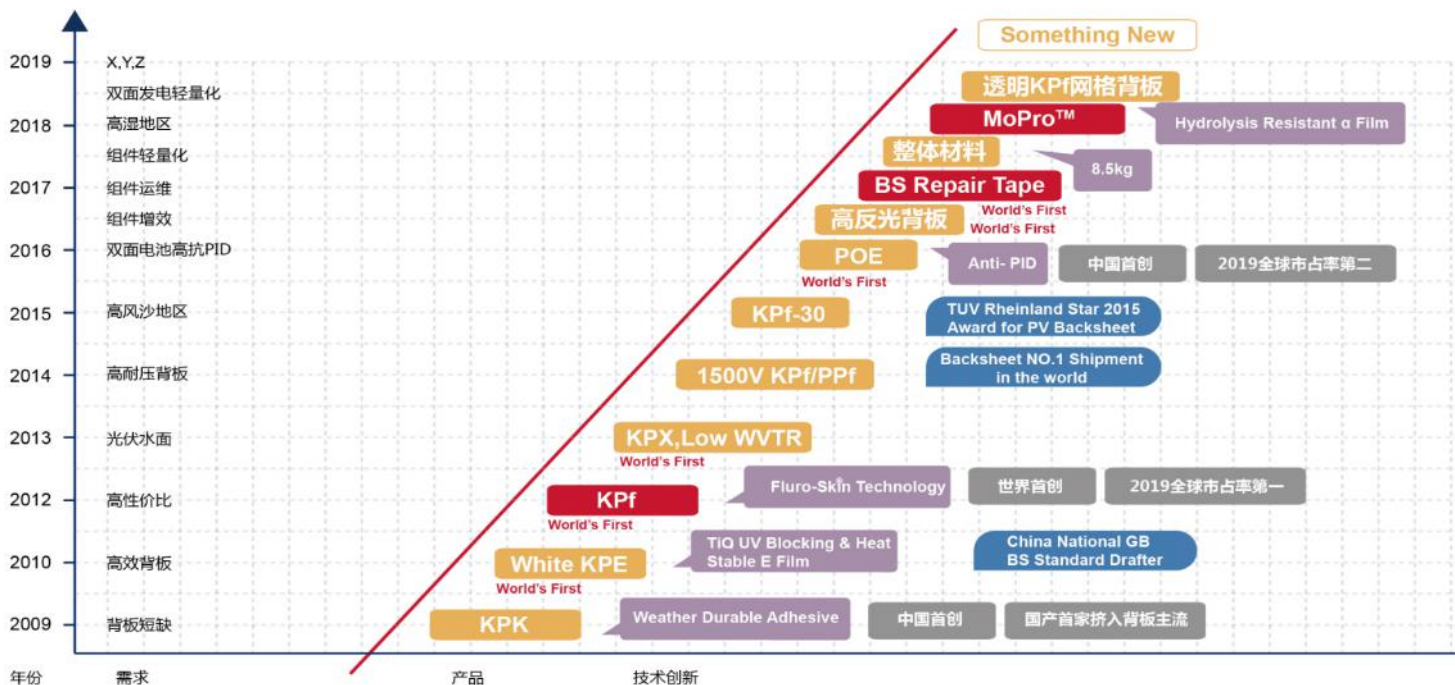 Something New
2019
X,Y,Z
双面发电轻量化
透明KPf网格背板
2018
高湿地区
MoPro™
Hydrolysis Resistant α Film
组件轻量化
整体材料
8.5kg
2017
组件运维
BS Repair Tape
World's First
组件增效
高反光背板
World's First
2016
双面电池高抗PID
POE
World's First
Anti- PID
中国首创
2019全球市占率第二
2015
高风沙地区
KPf-30
TUV Rheinland Star 2015
Award for PV Backsheet
2014
高耐压背板
1500V KPf/PPf
Backsheet NO.1 Shipment
in the world
2013
光伏水面
KPX,Low WVTR
World's First
2012
高性价比
KPf
World's First
Fluro-Skin® Technology
世界首创
2019全球市占率第一
2010
高效背板
White KPE
World's First
TiQ UV Blocking & Heat
Stable E Film
China National GB
BS Standard Drafter
2009
背板短缺
KPK
Weather Durable Adhesive
中国首创
国产首家挤入背板主流
年份
需求
产品
技术创新